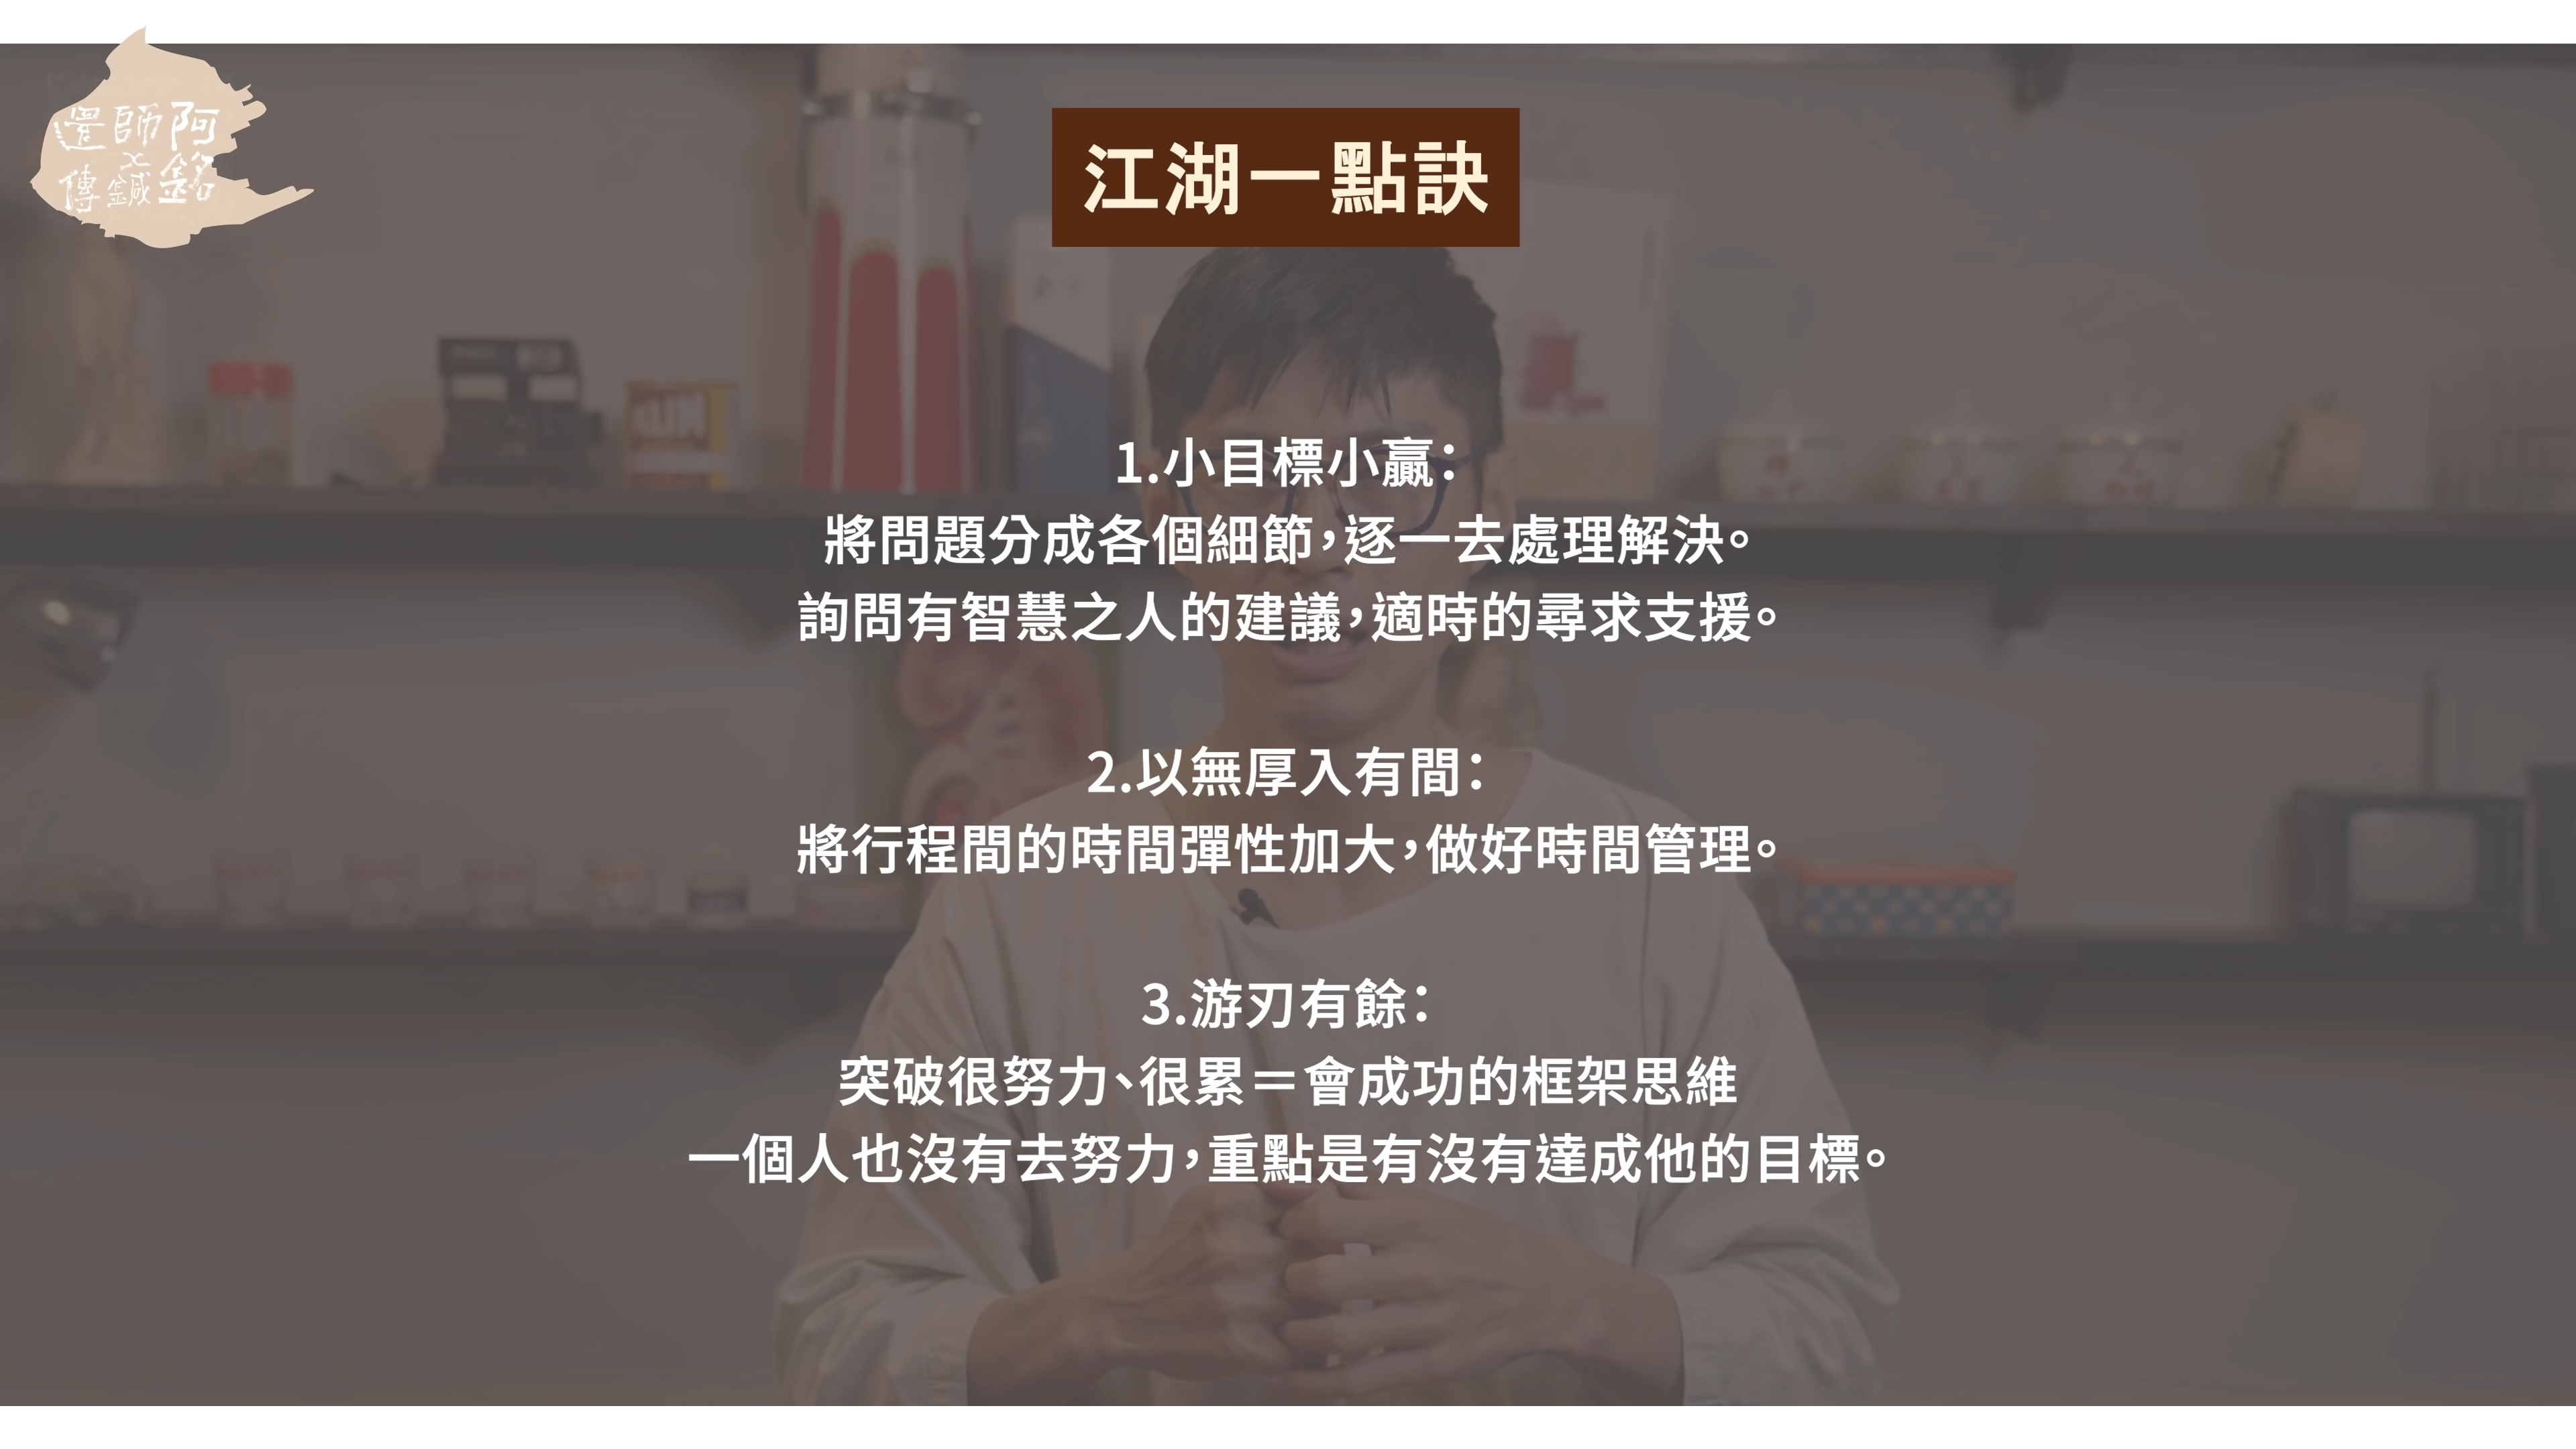 阿銘師之還鍼傳
江湖一點訣
1.小目標小贏：
將問題分成各個細節，逐一去處理解決。
詢問有智慧之人的建議，適時的尋求支援。
2.以無厚入有間：
將行程間的時間彈性加大，做好時間管理。
3.游刃有餘：
突破很努力、很累＝會成功的框架思維
一個人也沒有去努力，重點是有沒有達成他的目標。
KLIN